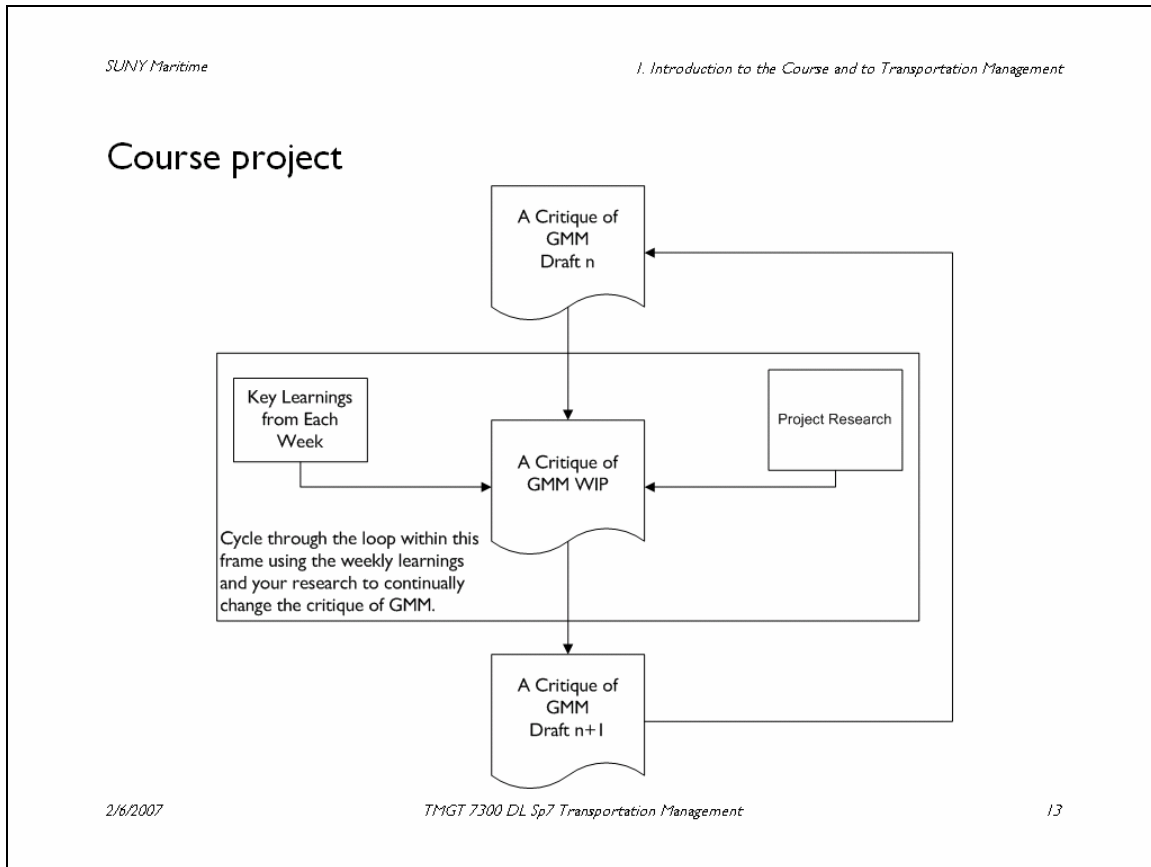 SUNY Maritime
1. Introduction to the Course and to Transportation Management
Course project
A Critique of
GMM
Draft n
Key Learnings
from Each
Week
Project Research
A Critique of
GMM WIP
Cycle through the loop within this
frame using the weekly learnings
and your research to continually
change the critique of GMM.
A Critique of
GMM
Draft n+1
2/6/2007
TMGT 7300 DL Sp7 Transportation Management
13